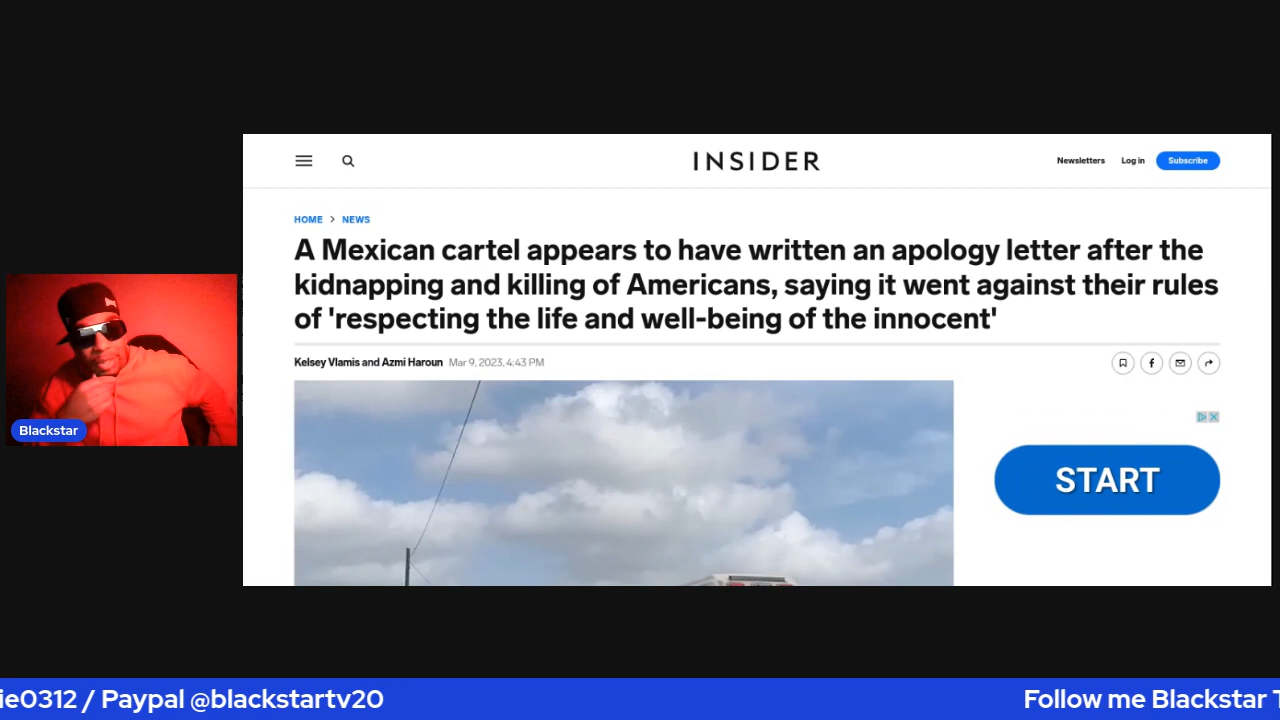 INSIDER
Newsletters Log in Subscribe
HOME > NEWS
A Mexican cartel appears to have written an apology letter after the
kidnapping and killing of Americans, saying it went against their rules
of 'respecting the life and well-being of the innocent'
Kelsey Vlamis and Azmi Haroun Mar 9, 2023, 4:43 PM
START
Blackstar
ie0312 / Paypal @blackstartv20
Follow me Blackstar T